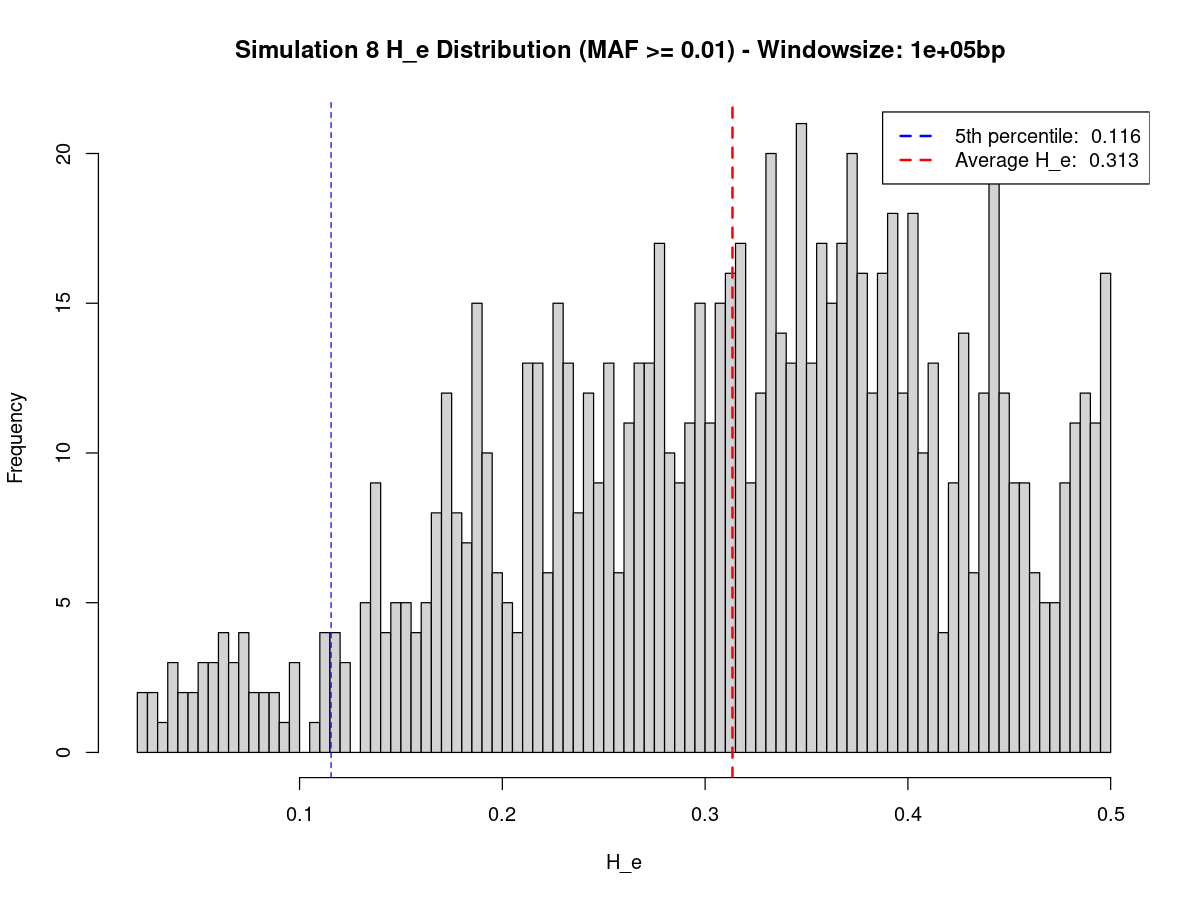 Simulation 8 H_e Distribution (MAF >= 0.01) - Windowsize: 1e+05bp
5th percentile: 0.116
Average H_e: 0.313
Frequency
20
15
10
5
0
0.1 0.2 0.3 0.4 0.5
H_e